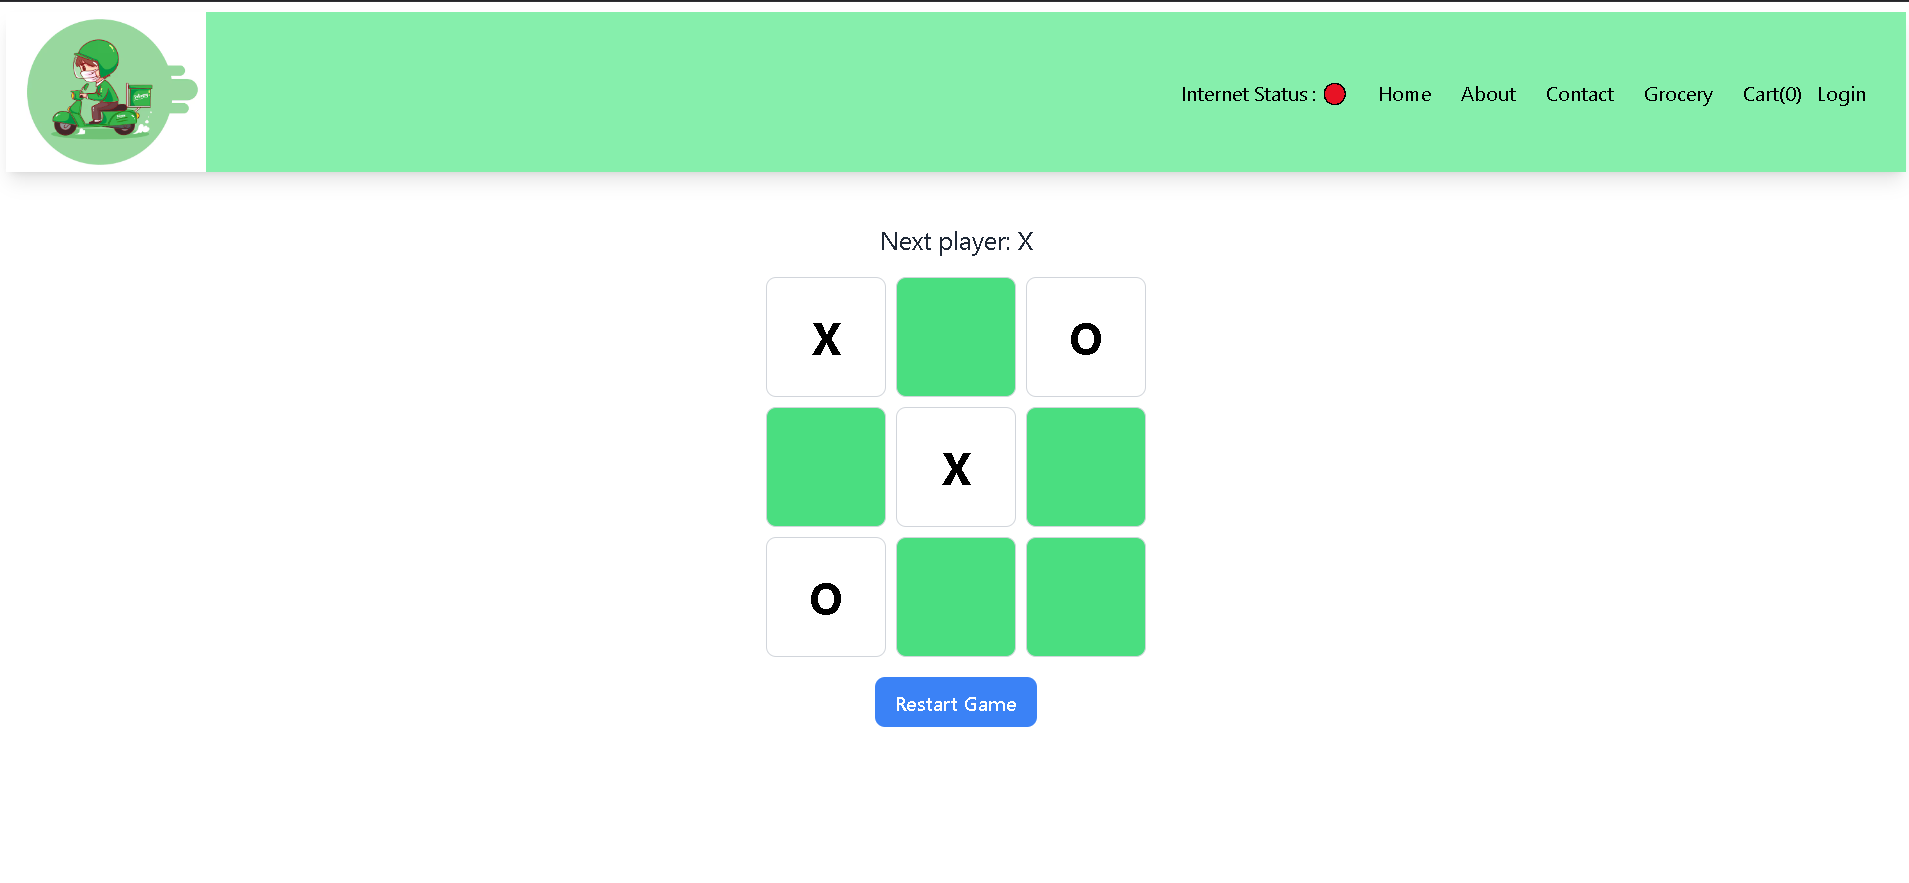 Internet Status : Home About Contact Grocery Cart(0) Login
Next player: X
X O
X
O
Restart Game